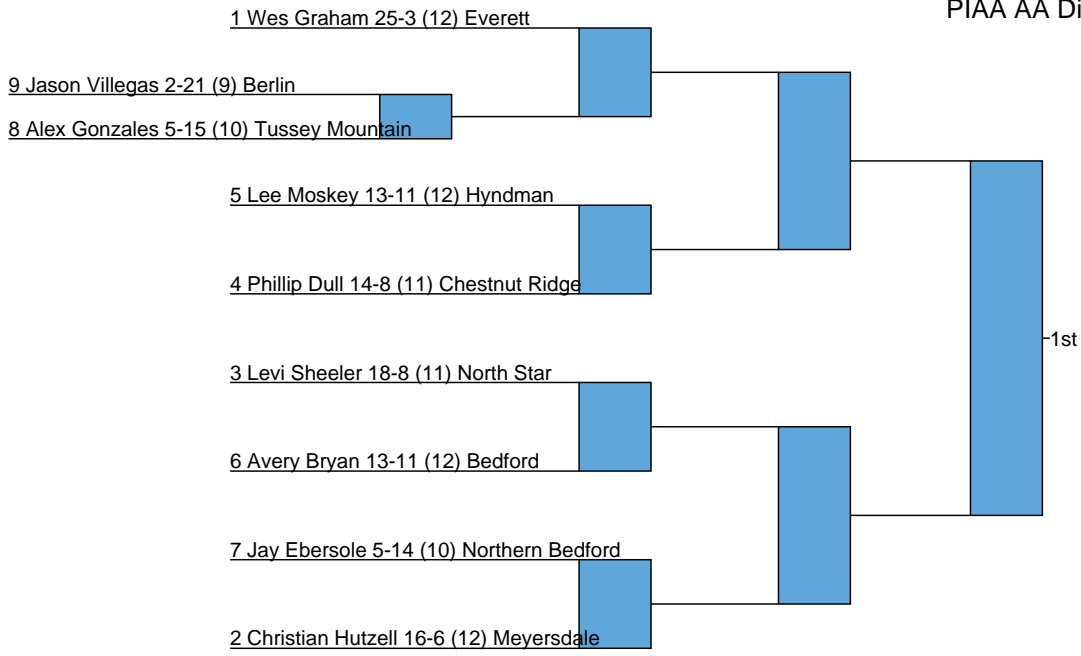 PIAA AA Di
1 Wes Graham 25-3 (12) Everett
9 Jason Villegas 2-21 (9) Berlin
8 Alex Gonzales 5-15 (10) Tussey Mountain
5 Lee Moskey 13-11 (12) Hyndman
4 Phillip Dull 14-8 (11) Chestnut Ridge
1st
3 Levi Sheeler 18-8 (11) North Star
6 Avery Bryan 13-11 (12) Bedford
7 Jay Ebersole 5-14 (10) Northern Bedford
2 Christian Hutzell 16-6 (12) Meyersdale